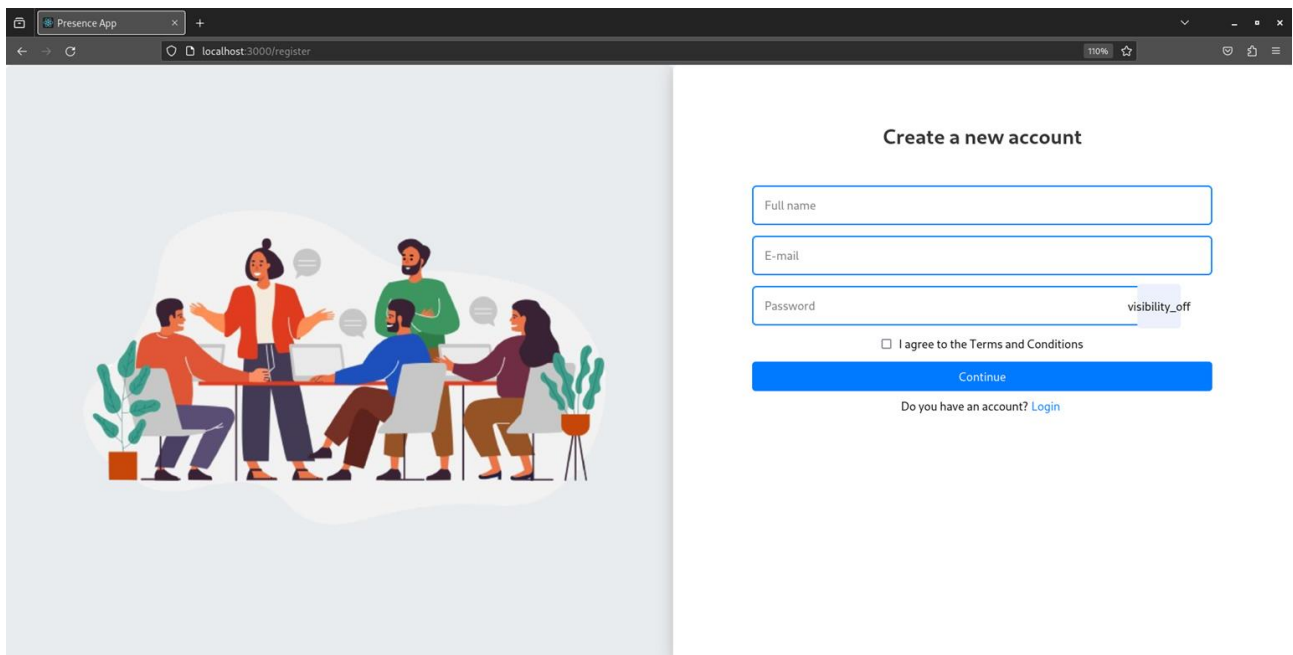 Presence App
localhost:3000/register
110%
Create a new account
Full name
E-mail
Password
visibility_off
I agree to the Terms and Conditions
Continue
Do you have an account? Login